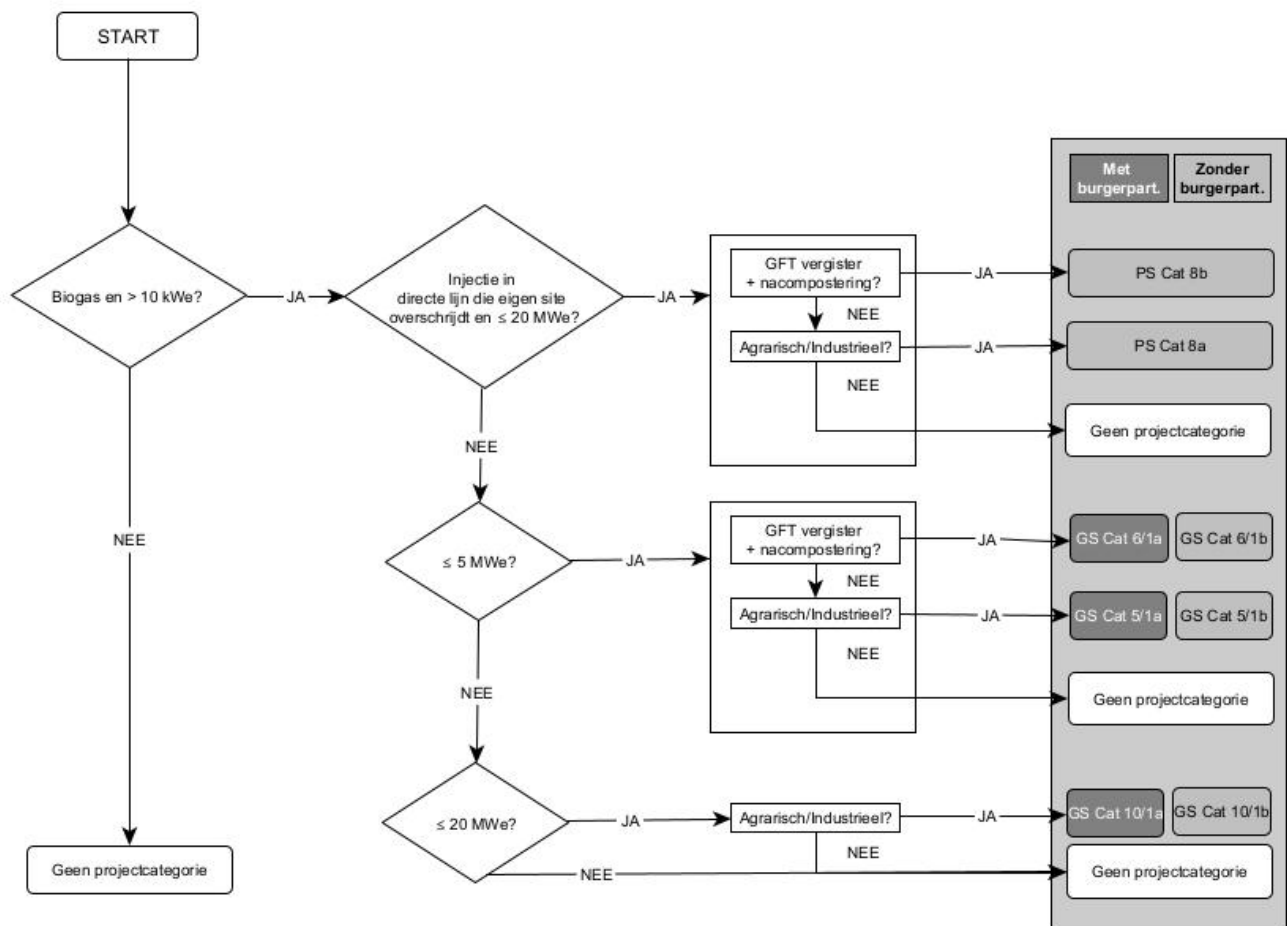 START
Met
burgerpart.
Zonder
burgerpart.
Biogas en > 10 kWe?
JA
Injectie in
directe lijn die eigen site
overschrijdt en ≤ 20 MWe?
JA
GFT vergister
+ nacompostering?
JA
PS Cat 8b
NEE
Agrarisch/Industrieel?
JA
PS Cat 8a
NEE
Geen projectcategorie
NEE
NEE
≤ 5 MWe?
JA
GFT vergister
+ nacompostering?
JA
GS Cat 6/1a
GS Cat 6/1b
NEE
Agrarisch/Industrieel?
JA
GS Cat 5/1a
GS Cat 5/1b
NEE
Geen projectcategorie
NEE
≤ 20 MWe?
JA
Agrarisch/Industrieel?
JA
GS Cat 10/1a
GS Cat 10/1b
NEE
NEE
Geen projectcategorie
Geen projectcategorie